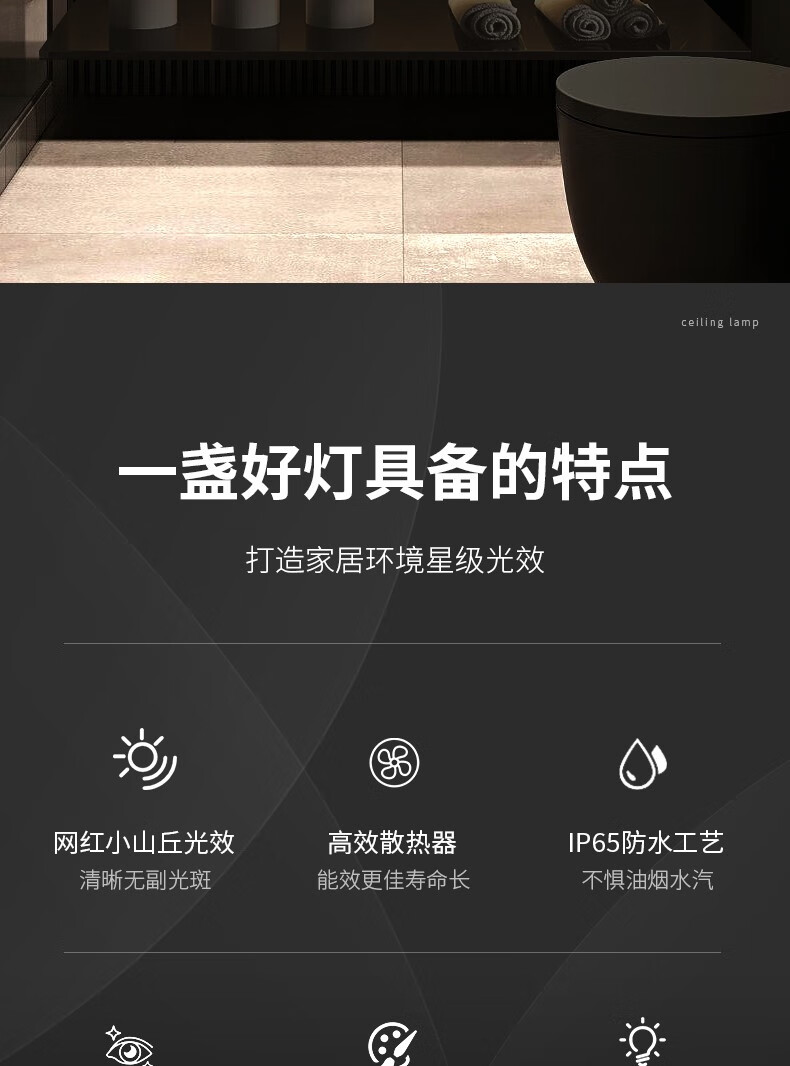 ceiling lamp
一盏好灯具备的特点
打造家居环境星级光效
网红小山丘光效
高效散热器
IP65防水工艺
清晰无副光斑
能效更佳寿命长
不惧油烟水汽